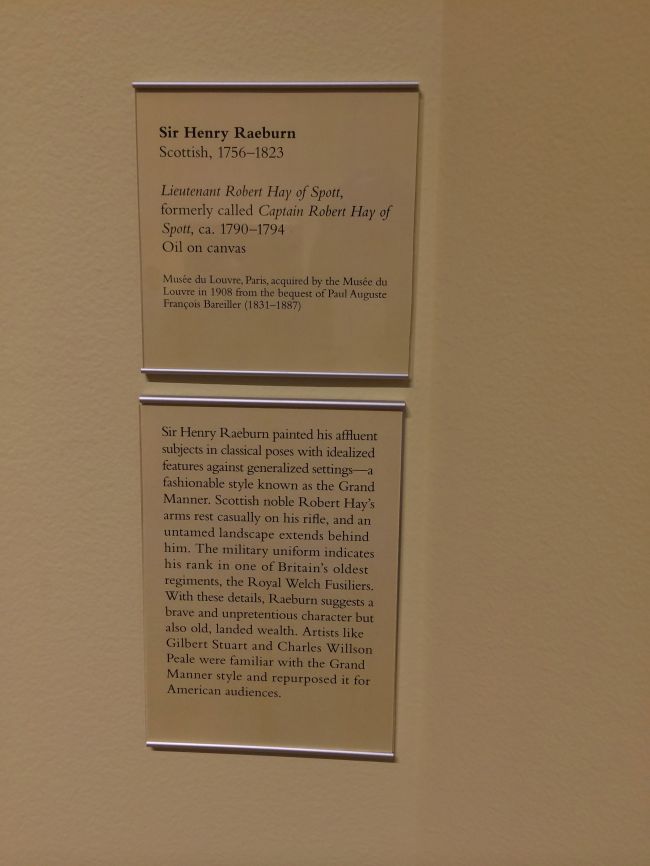 Sir Henry Raeburn
Scottish, 1756–1823
Lieutenant Robert Hay of Spott,
formerly called Captain Robert Hay of
Spott, ca. 1790–1794
Oil on canvas
Musée du Louvre, Paris, acquired by the Musée du
Louvre in 1908 from the bequest of Paul Auguste
François Bareiller (1831–1887)
Sir Henry Raeburn painted his affluent
subjects in classical poses with idealized
features against generalized settings—a
fashionable style known as the Grand
Manner. Scottish noble Robert Hay's
arms rest casually on his rifle, and an
untamed landscape extends behind
him. The military uniform indicates
his rank in one of Britain's oldest
regiments, the Royal Welch Fusiliers.
With these details, Raeburn suggests a
brave and unpretentious character but
also old, landed wealth. Artists like
Gilbert Stuart and Charles Willson
Peale were familiar with the Grand
Manner style and repurposed it for
American audiences.